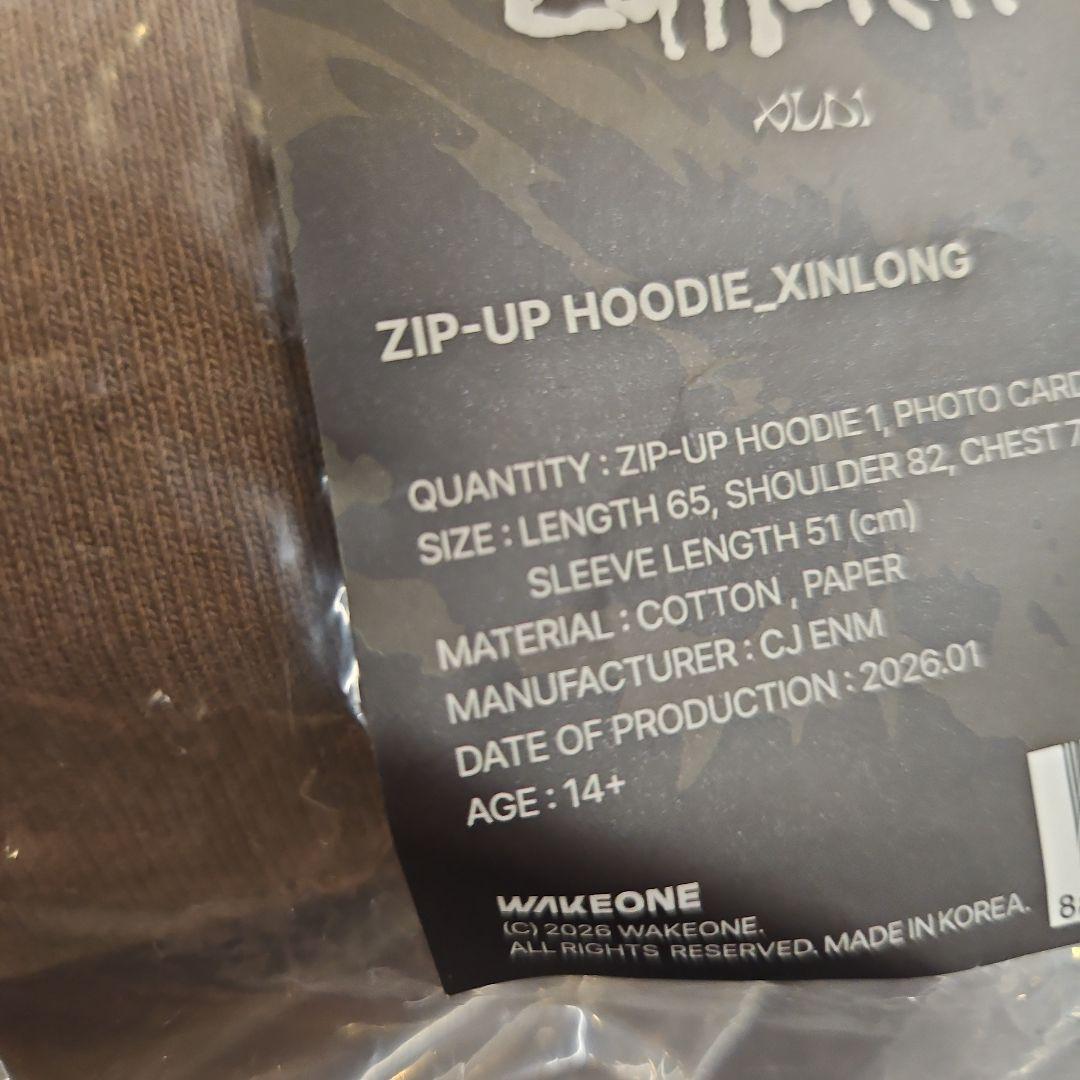 ZIP-UP HOODIE_XINLONG
QUANTITY : ZIP-UP HOODIE 1, PHOTO CARD
SIZE : LENGTH 65, SHOULDER 82, CHEST 7
SLEEVE LENGTH 51 (cm)
MATERIAL : COTTON , PAPER
MANUFACTURER : CJ ENM
DATE OF PRODUCTION : 2026.01
AGE : 14+
8
WAKEONE
(C) 2026 WAKEONE.
ALL RIGHTS RESERVED. MADE IN KOREA.